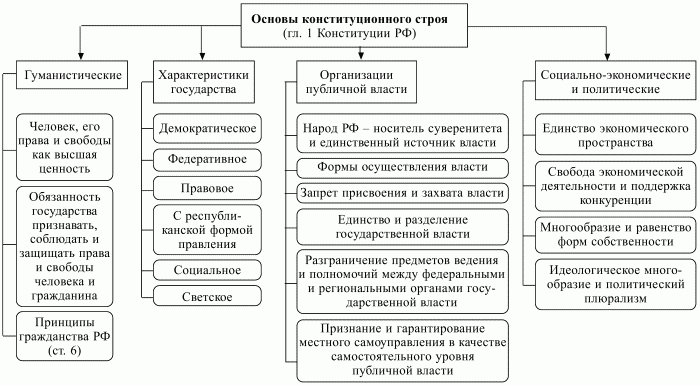 Основы конституционного строя
(гл. 1 Конституции РФ)
Гуманистические
Человек, его
права и свободы
как высшая
ценность
Обязанность
государства
признавать,
соблюдать и
защищать права
и свободы
человека и
гражданина
Принципы
гражданства РФ
(ст. 6)
Характеристики
государства
Демократическое
Федеративное
Правовое
С республи-
канской формой
правления
Социальное
Светское
Организации
публичной власти
Народ РФ – носитель суверенитета
и единственный источник власти
Формы осуществления власти
Запрет присвоения и захвата власти
Единство и разделение
государственной власти
Разграничение предметов ведения
и полномочий между федеральными
и региональными органами госу-
дарственной власти
Признание и гарантирование
местного самоуправления в качестве
самостоятельного уровня
публичной власти
Социально-экономические
и политические
Единство экономического
пространства
Свобода экономической
деятельности и поддержка
конкуренции
Многообразие и равенство
форм собственности
Идеологическое много-
образие и политический
плюрализм